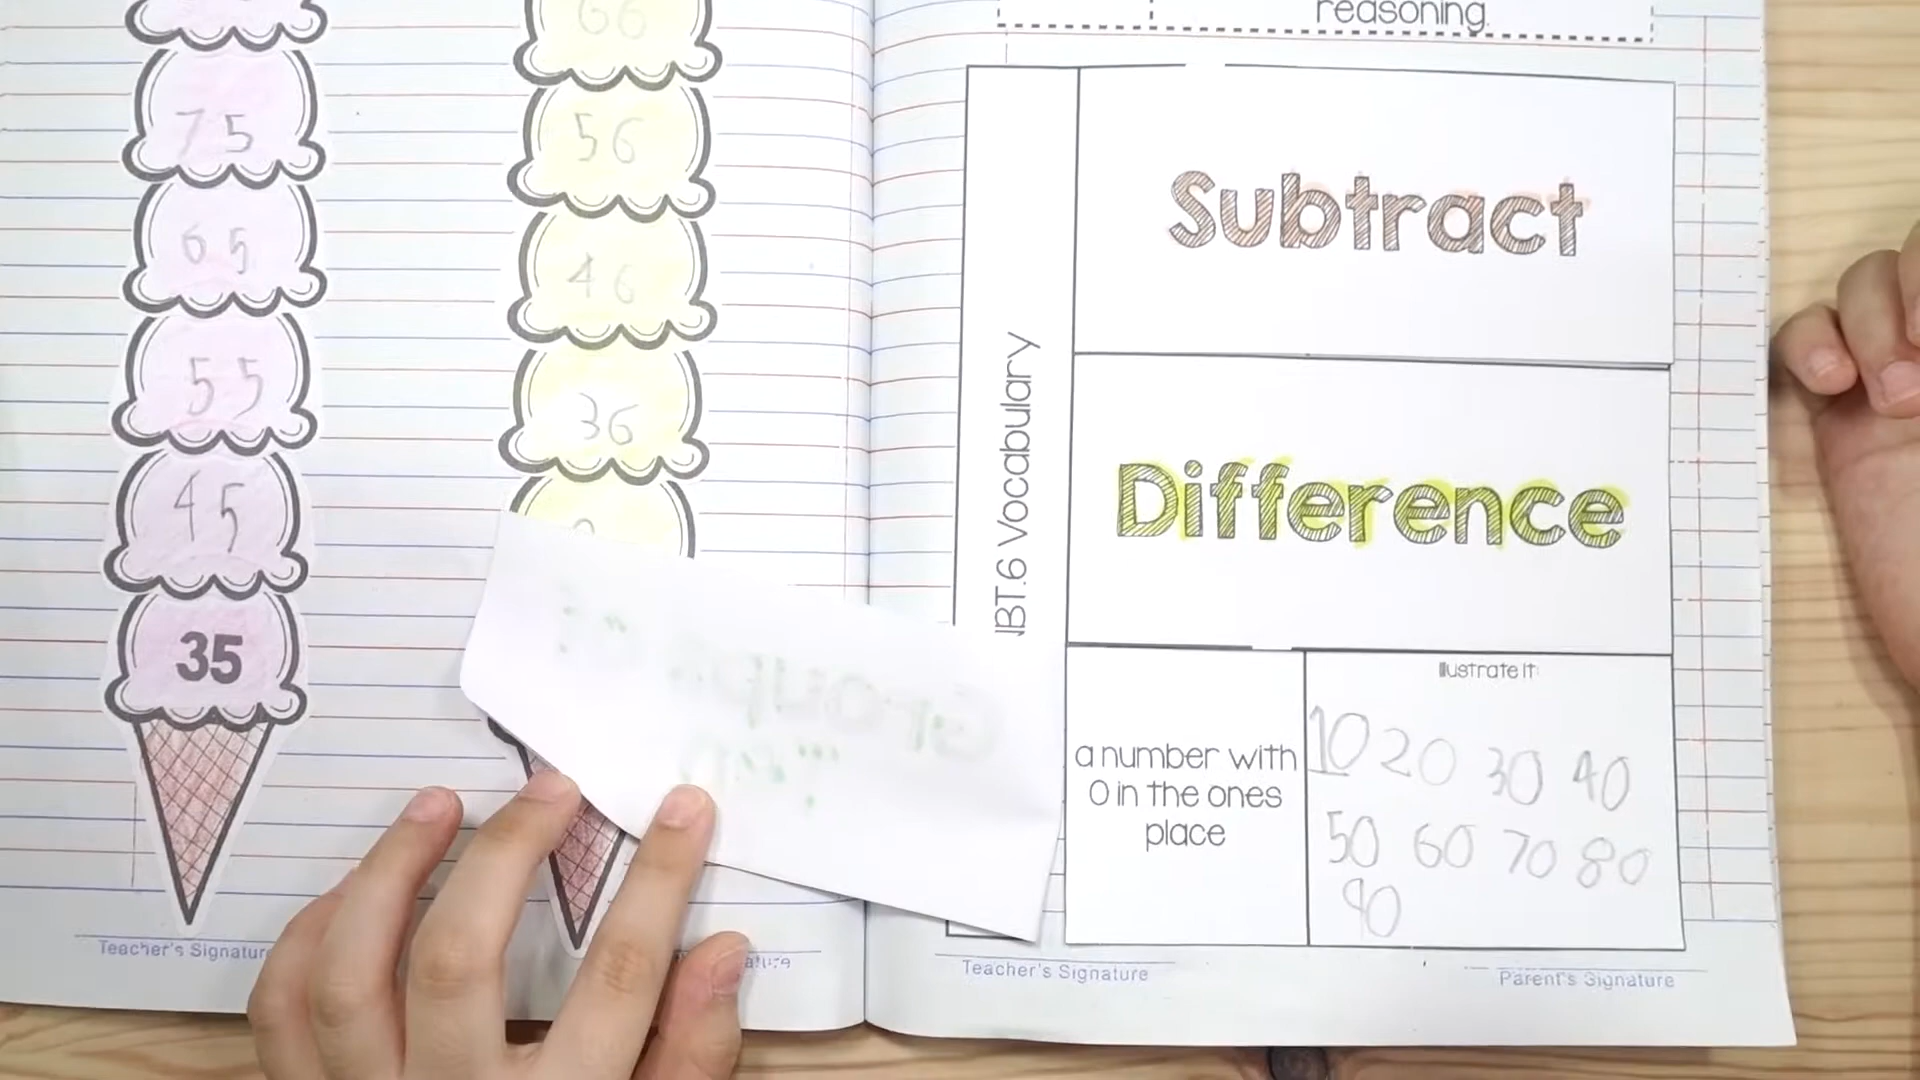 66
75
56
65
46
55
36
45
35
Teacher's Signature
reasoning.
Subtract
Difference
NBT.6 Vocabulary
a number with
0 in the ones
place
Illustrate it:
10 20 30 40
50 60 70 80
90
Teacher's Signature
Parent's Signature